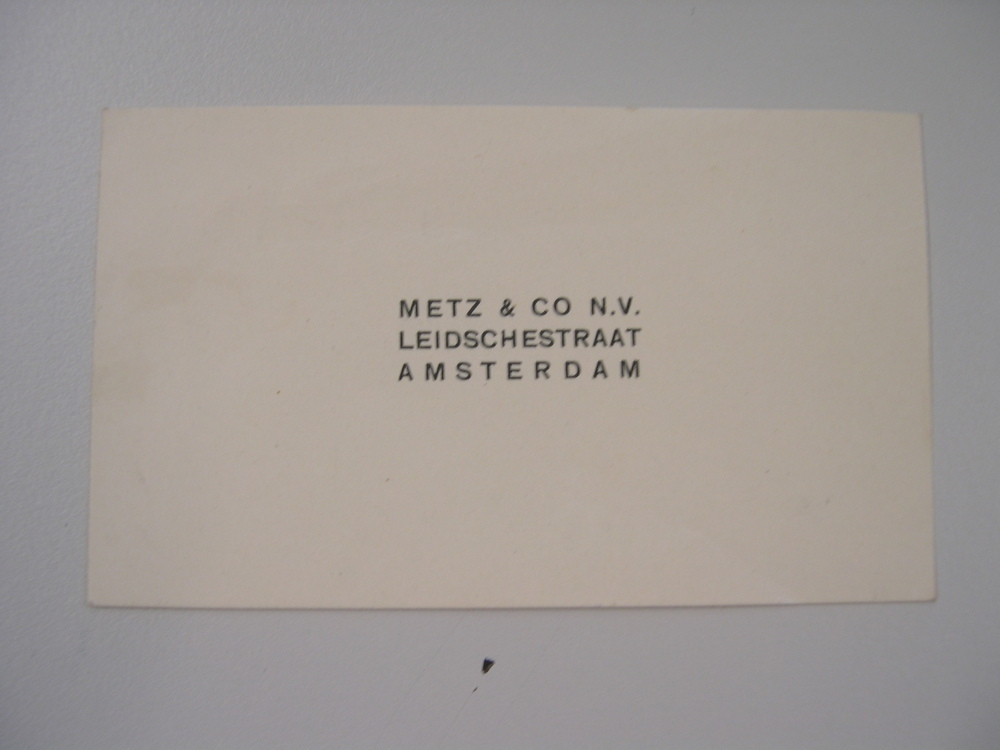 METZ & CO N.V.
LEIDSCHESTRAAT
AMSTERDAM